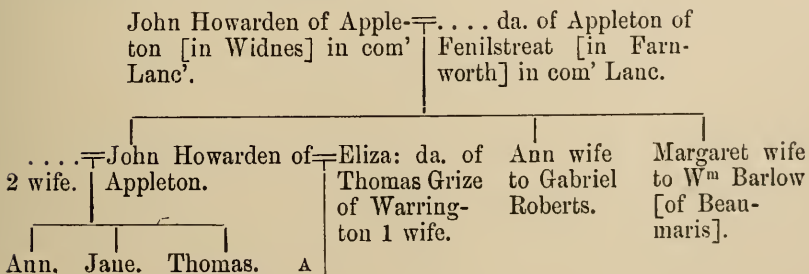 John Howarden of Apple-
ton [in Widnes] in com'
Lanc'.
. . . . da. of Appleton of
Fenilstreat [in Farn-
worth] in com' Lanc.
. . . .
2 wife.
John Howarden of
Appleton.
Eliza: da. of
Thomas Grize
of Warring-
ton 1 wife.
Ann wife
to Gabriel
Roberts.
Margaret wife
to Wᵐ Barlow
[of Beau-
maris].
Ann. Jane. Thomas. A